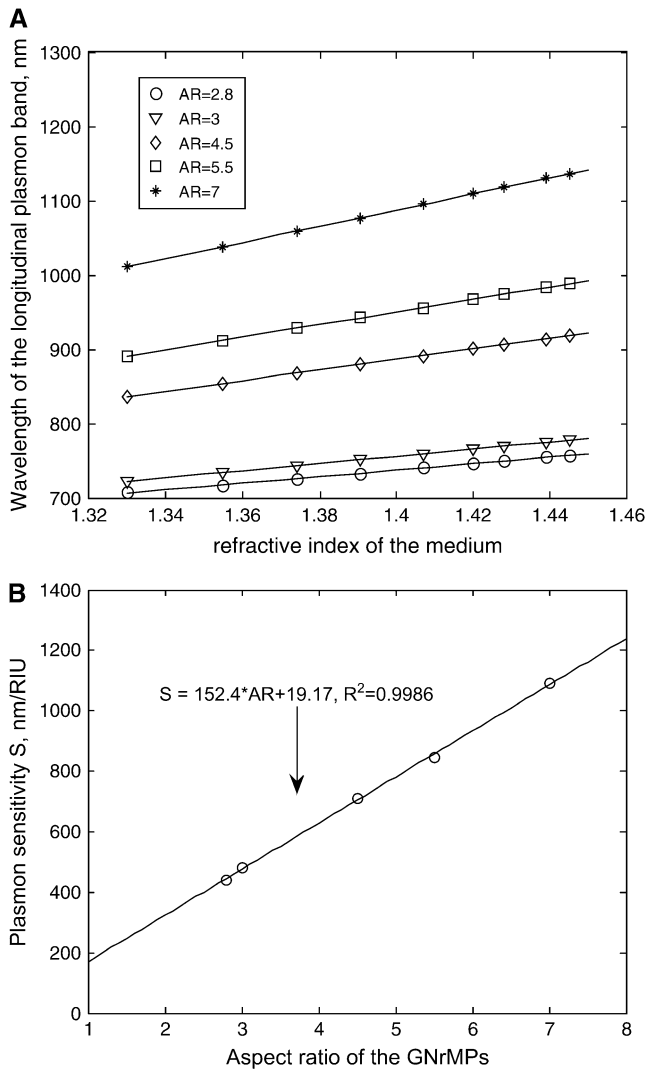 A
Wavelength of the longitudinal plasmon band, nm
1300
1200
1100
1000
900
800
700
AR=2.8
AR=3
AR=4.5
AR=5.5
AR=7
1.32 1.34 1.36 1.38 1.4 1.42 1.44 1.46
refractive index of the medium
B
Plasmon sensitivity S, nm/RIU
1400
1200
1000
800
600
400
200
0
S = 152.4*AR+19.17, R²=0.9986
1 2 3 4 5 6 7 8
Aspect ratio of the GNrMPs